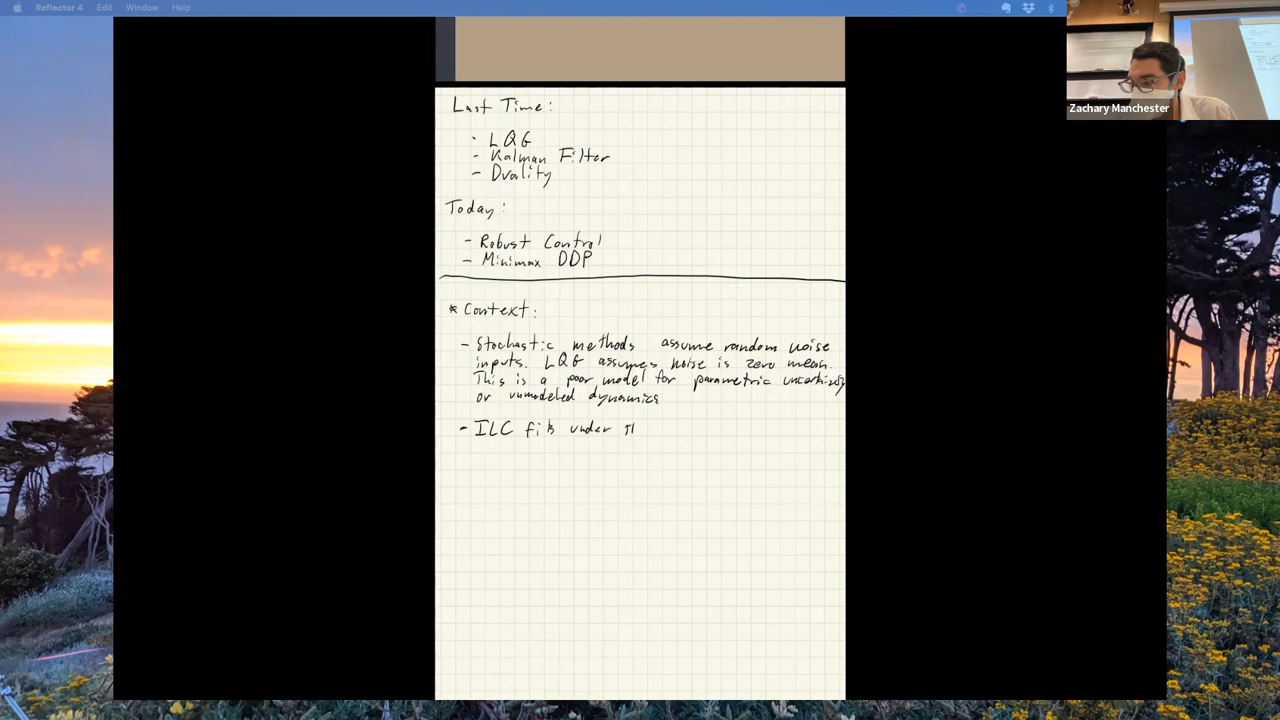 Reflector 4 Edit Window Help
Zachary Manchester
Last Time:
- LQG
- Kalman Filter
- Duality
Today:
- Robust Control
- Minimax DDP
* Context:
- Stochastic methods assume random noise
inputs. LQG assumes noise is zero mean.
This is a poor model for parametric uncertainty
or unmodeled dynamics
- ILC fits under